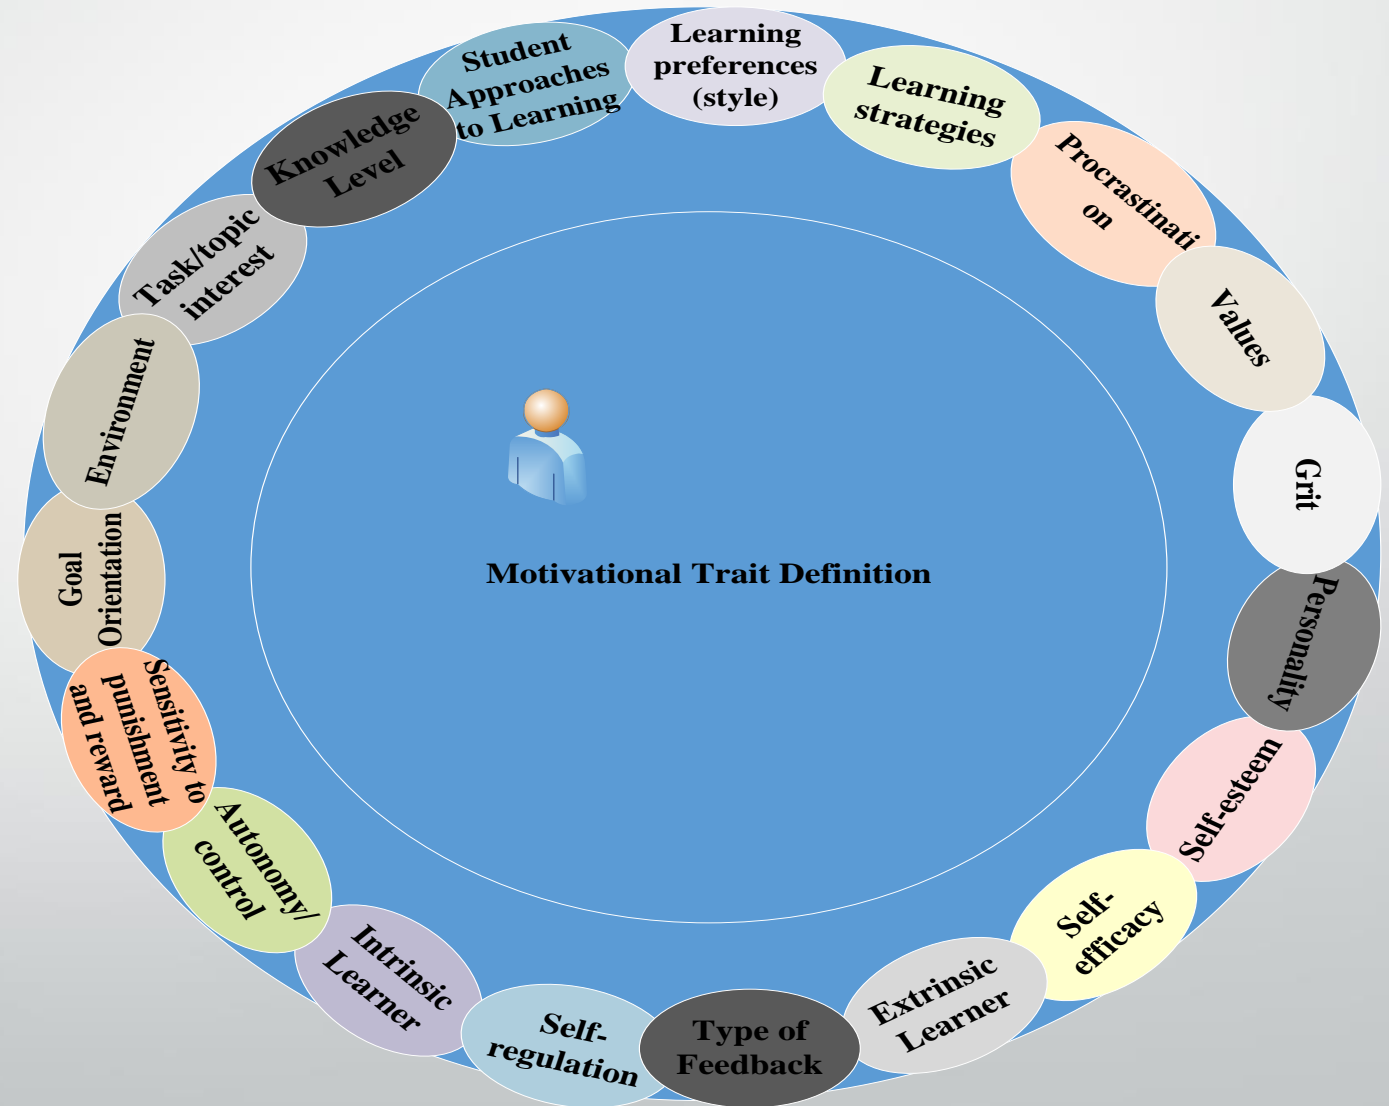 Learning
preferences
(style)
Learning
strategies
Procrastinati
on
Values
Grit
Personality
Self-esteem
Self-
efficacy
Extrinsic
Learner
Type of
Feedback
Self-
regulation
Intrinsic
Learner
Autonomy/
control
Sensitivity to
punishment
and reward
Goal
Orientation
Environment
Task/topic
interest
Knowledge
Level
Student
Approaches
to Learning
Motivational Trait Definition